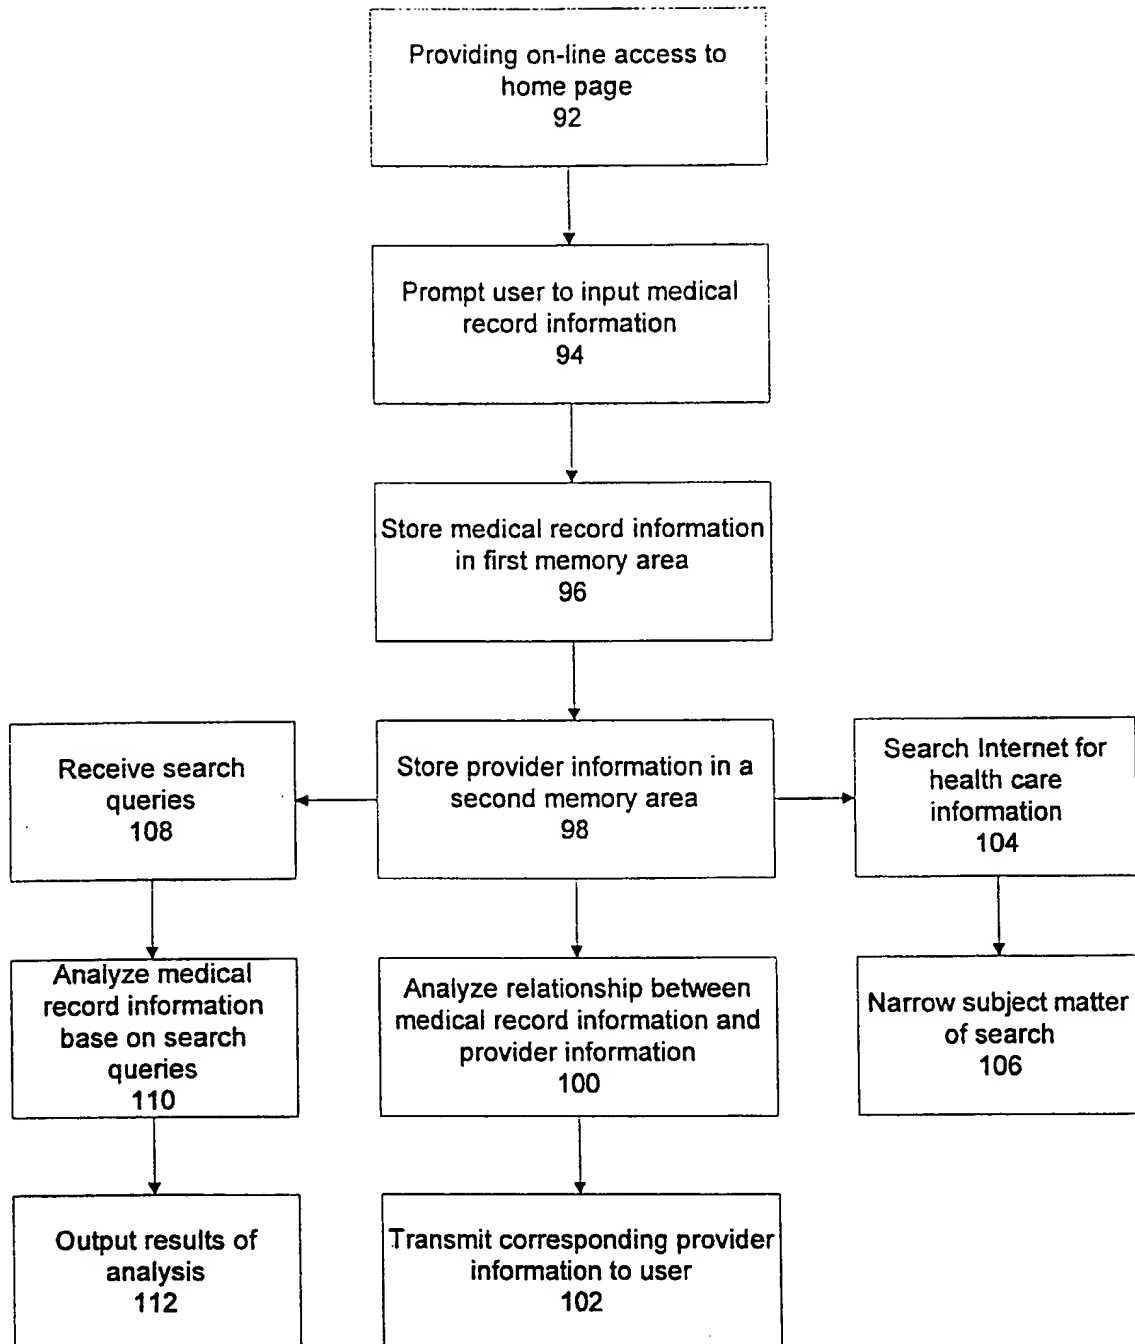 Providing on-line access to
home page
92
Prompt user to input medical
record information
94
Store medical record information
in first memory area
96
Receive search
queries
108
Store provider information in a
second memory area
98
Search Internet for
health care
information
104
Analyze medical
record information
base on search
queries
110
Analyze relationship between
medical record information and
provider information
100
Narrow subject matter
of search
106
Output results of
analysis
112
Transmit corresponding provider
information to user
102